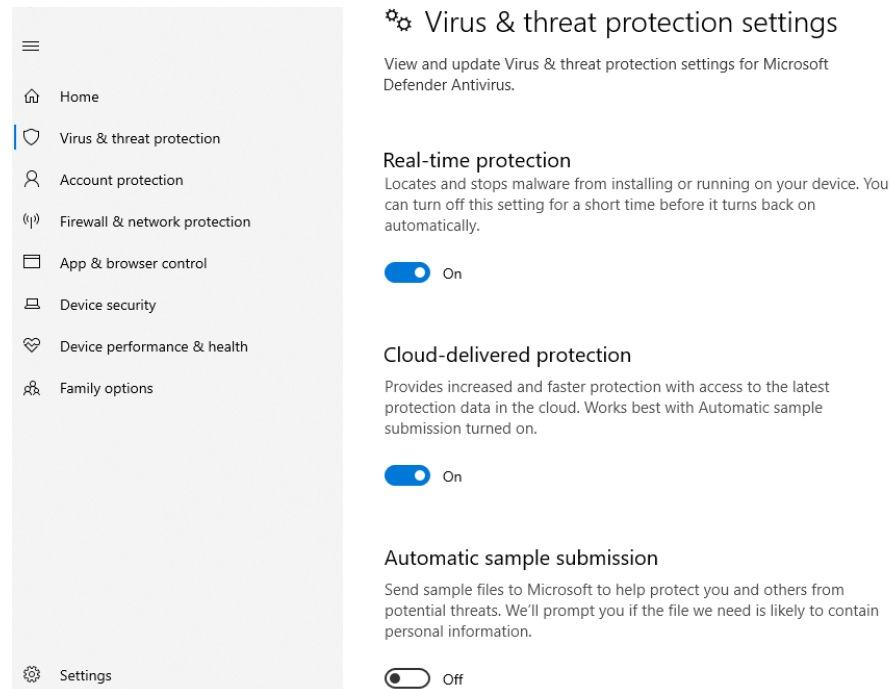 Home
Virus & threat protection
Account protection
Firewall & network protection
App & browser control
Device security
Device performance & health
Family options
Settings
Virus & threat protection settings
View and update Virus & threat protection settings for Microsoft
Defender Antivirus.
Real-time protection
Locates and stops malware from installing or running on your device. You
can turn off this setting for a short time before it turns back on
automatically.
On
Cloud-delivered protection
Provides increased and faster protection with access to the latest
protection data in the cloud. Works best with Automatic sample
submission turned on.
On
Automatic sample submission
Send sample files to Microsoft to help protect you and others from
potential threats. We'll prompt you if the file we need is likely to contain
personal information.
Off